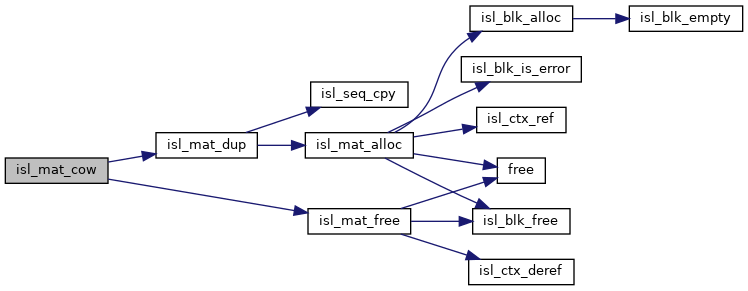 isl_mat_cow
isl_mat_dup
isl_seq_cpy
isl_mat_alloc
isl_mat_free
isl_blk_alloc
isl_blk_is_error
isl_ctx_ref
free
isl_blk_free
isl_ctx_deref
isl_blk_empty